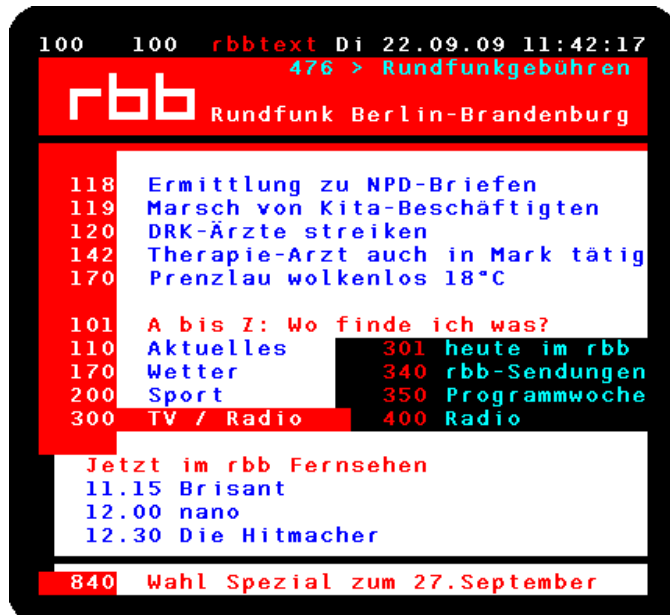 100 100 rbbtext Di 22.09.09 11:42:17
476 > Rundfunkgebühren
rbb Rundfunk Berlin-Brandenburg
118 Ermittlung zu NPD-Briefen
119 Marsch von Kita-Beschäftigten
120 DRK-Ärzte streiken
142 Therapie-Arzt auch in Mark tätig
170 Prenzlau wolkenlos 18°C
101 A bis Z: Wo finde ich was?
110 Aktuelles 301 heute im rbb
170 Wetter 340 rbb-Sendungen
200 Sport 350 Programmwoche
300 TV / Radio 400 Radio
Jetzt im rbb Fernsehen
11.15 Brisant
12.00 nano
12.30 Die Hitmacher
840 Wahl Spezial zum 27.September